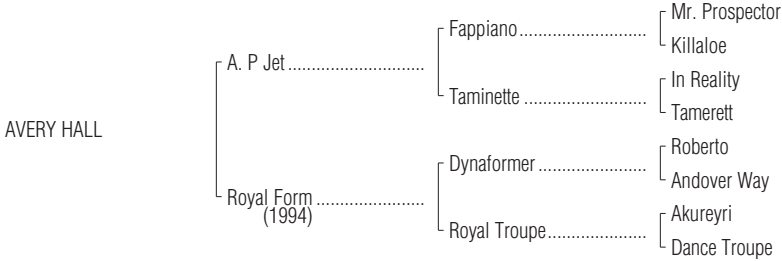 Mr. Prospector
Fappiano
Killaloe
A. P Jet
In Reality
Taminette
Tamerett
AVERY HALL
Roberto
Dynaformer
Andover Way
Royal Form
(1994)
Akureyri
Royal Troupe
Dance Troupe